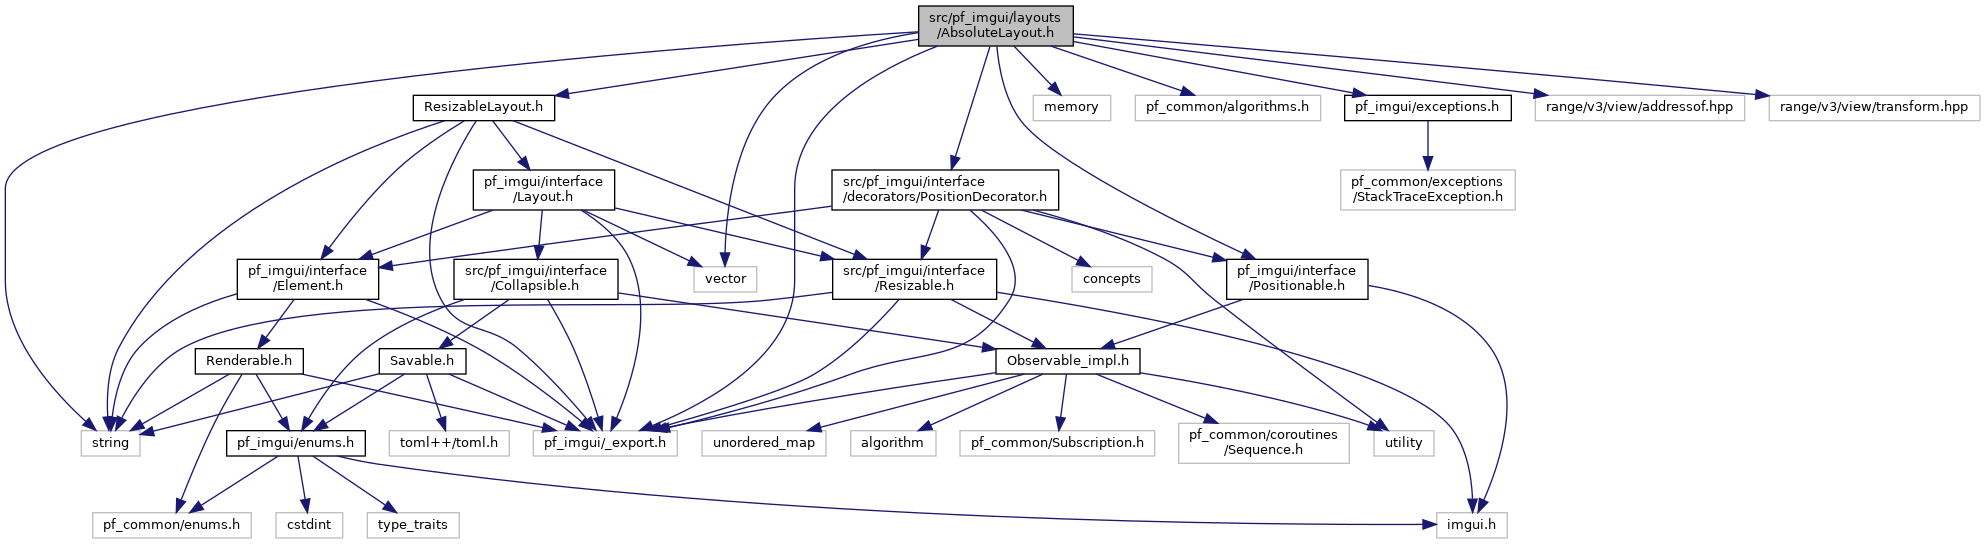 src/pf_imgui/layouts
/AbsoluteLayout.h
ResizableLayout.h
memory
pf_common/algorithms.h
pf_imgui/exceptions.h
range/v3/view/addressof.hpp
range/v3/view/transform.hpp
pf_imgui/interface
/Layout.h
src/pf_imgui/interface
/decorators/PositionDecorator.h
pf_common/exceptions
/StackTraceException.h
pf_imgui/interface
/Element.h
src/pf_imgui/interface
/Collapsible.h
vector
src/pf_imgui/interface
/Resizable.h
concepts
pf_imgui/interface
/Positionable.h
Renderable.h
Savable.h
Observable_impl.h
string
pf_imgui/enums.h
toml++/toml.h
pf_imgui/_export.h
unordered_map
algorithm
pf_common/Subscription.h
pf_common/coroutines
/Sequence.h
utility
pf_common/enums.h
cstdint
type_traits
imgui.h